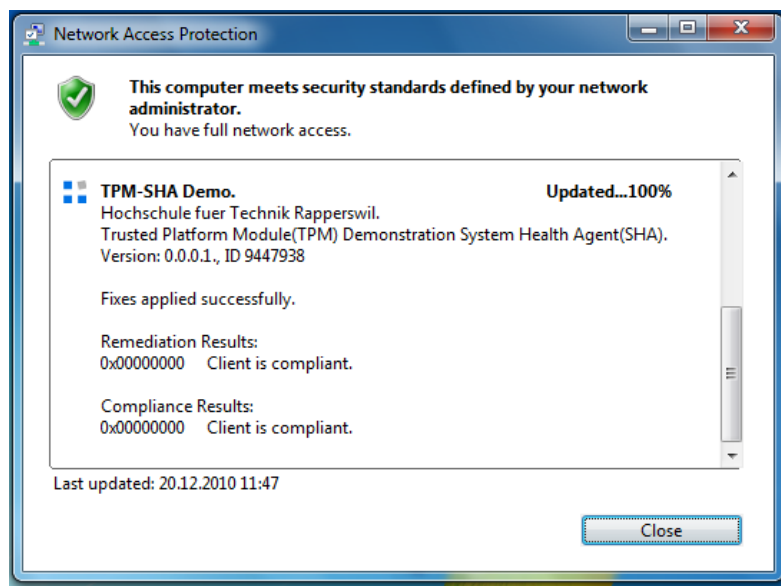 Network Access Protection
This computer meets security standards defined by your network
administrator.
You have full network access.
TPM-SHA Demo. Updated...100%
Hochschule fuer Technik Rapperswil.
Trusted Platform Module(TPM) Demonstration System Health Agent(SHA).
Version: 0.0.0.1., ID 9447938
Fixes applied successfully.
Remediation Results:
0x00000000 Client is compliant.
Compliance Results:
0x00000000 Client is compliant.
Last updated: 20.12.2010 11:47
Close